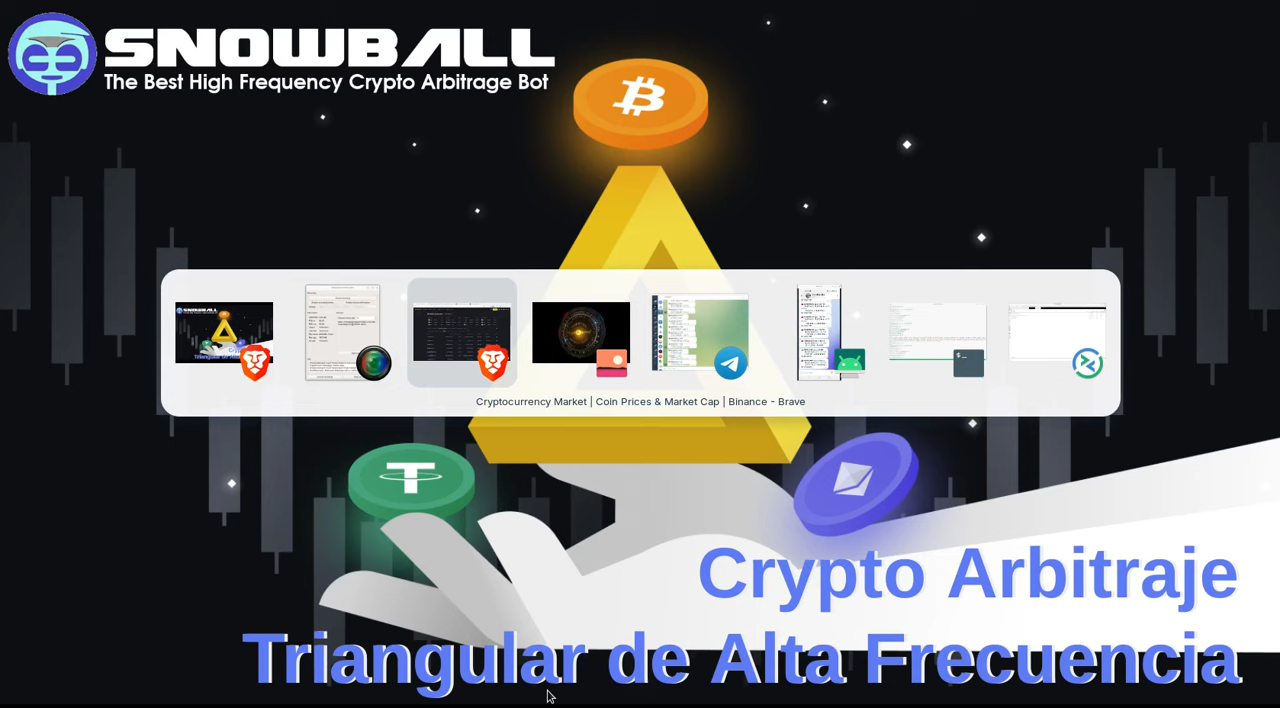 SNOWBALL
The Best High Frequency Crypto Arbitrage Bot
Cryptocurrency Market | Coin Prices & Market Cap | Binance - Brave
Crypto Arbitraje
Triangular de Alta Frecuencia